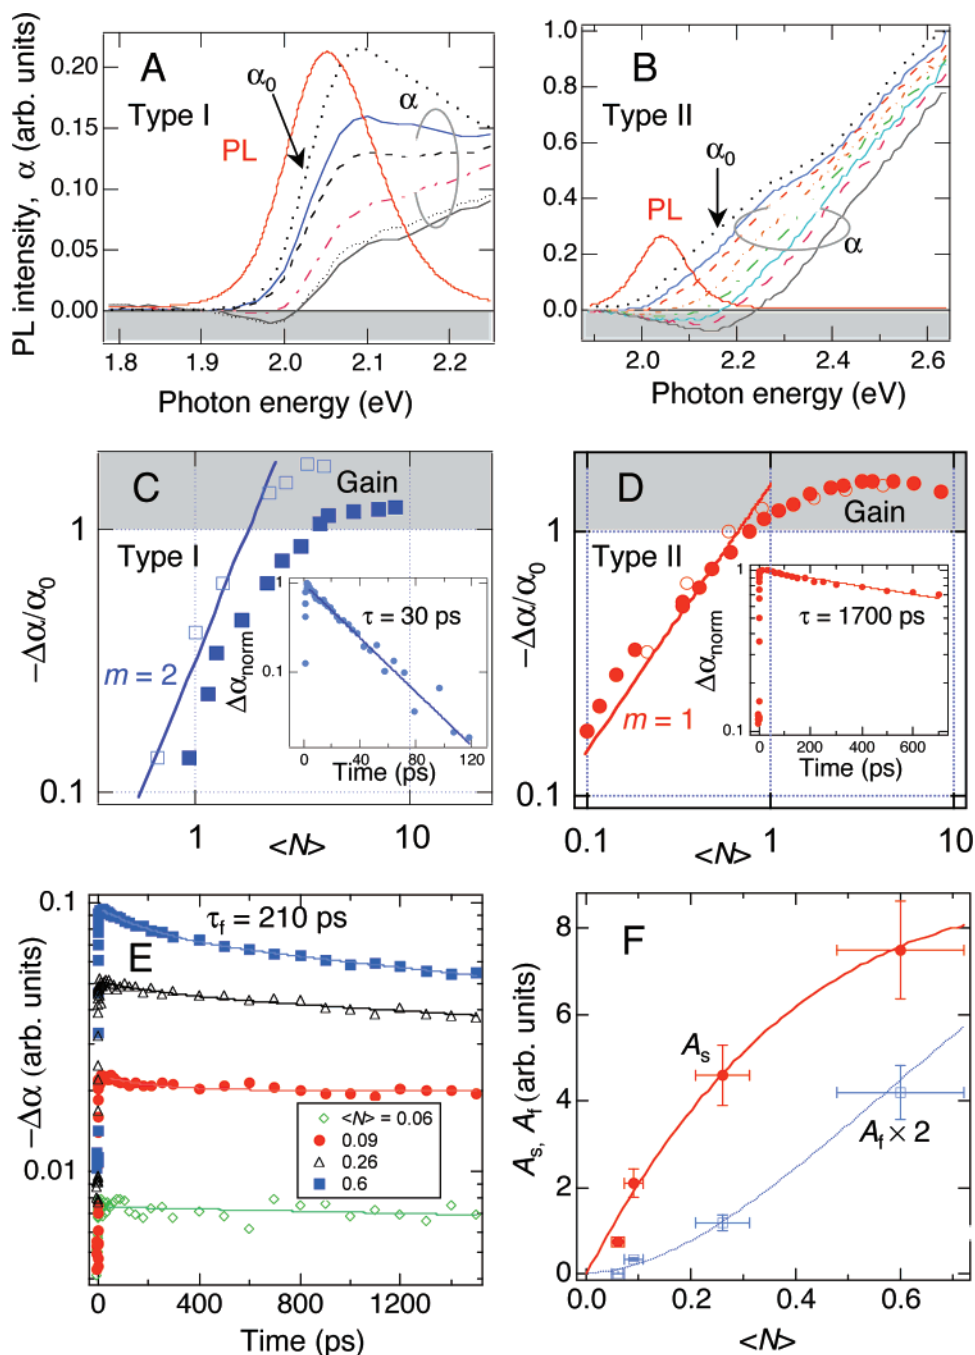 A
Type I
α₀
α
PL
PL intensity, α (arb. units)
0.20
0.15
0.10
0.05
0.00
1.8
1.9
2.0
2.1
2.2
Photon energy (eV)
B
Type II
α₀
PL
α
1.0
0.8
0.6
0.4
0.2
0.0
2.0
2.2
2.4
2.6
Photon energy (eV)
C
Gain
Type I
−Δα/α₀
1
0.1
m = 2
τ = 30 ps
Δαnorm
1
0.1
0
40
80
120
Time (ps)
1
10
<N>
D
Gain
Type II
−Δα/α₀
1
0.1
m = 1
τ = 1700 ps
Δαnorm
1
0.1
0
200
400
600
Time (ps)
0.1
1
10
<N>
E
τf = 210 ps
−Δα (arb. units)
0.1
0.01
<N> = 0.06
0.09
0.26
0.6
0
400
800
1200
Time (ps)
F
As, Af (arb. units)
8
6
4
2
0
As
Af × 2
0.0
0.2
0.4
0.6
<N>